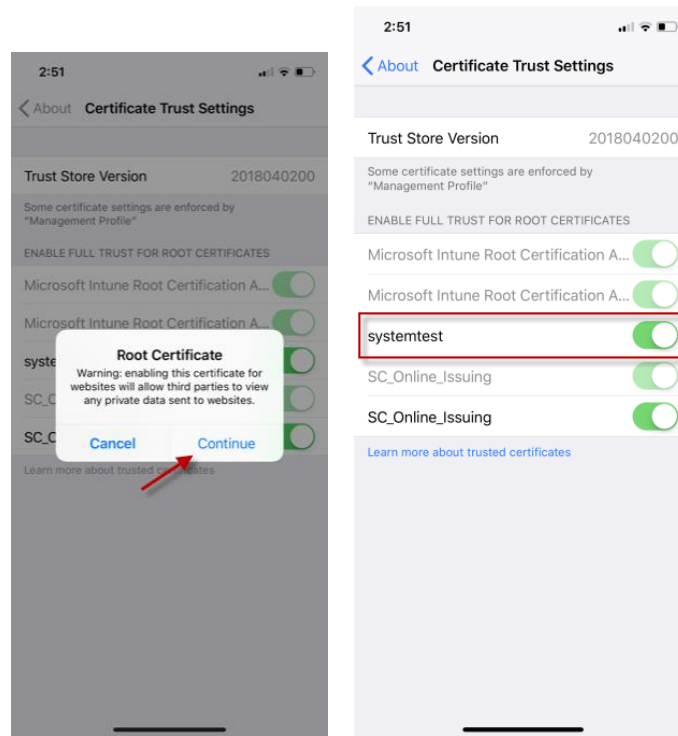 2:51
About Certificate Trust Settings
Trust Store Version 2018040200
Some certificate settings are enforced by
"Management Profile"
ENABLE FULL TRUST FOR ROOT CERTIFICATES
Microsoft Intune Root Certification A...
Microsoft Intune Root Certification A...
syste
Root Certificate
Warning: enabling this certificate for
websites will allow third parties to view
any private data sent to websites.
Cancel Continue
SC_O
SC_O
Learn more about trusted certificates
2:51
About Certificate Trust Settings
Trust Store Version 2018040200
Some certificate settings are enforced by
"Management Profile"
ENABLE FULL TRUST FOR ROOT CERTIFICATES
Microsoft Intune Root Certification A...
Microsoft Intune Root Certification A...
systemtest
SC_Online_Issuing
SC_Online_Issuing
Learn more about trusted certificates